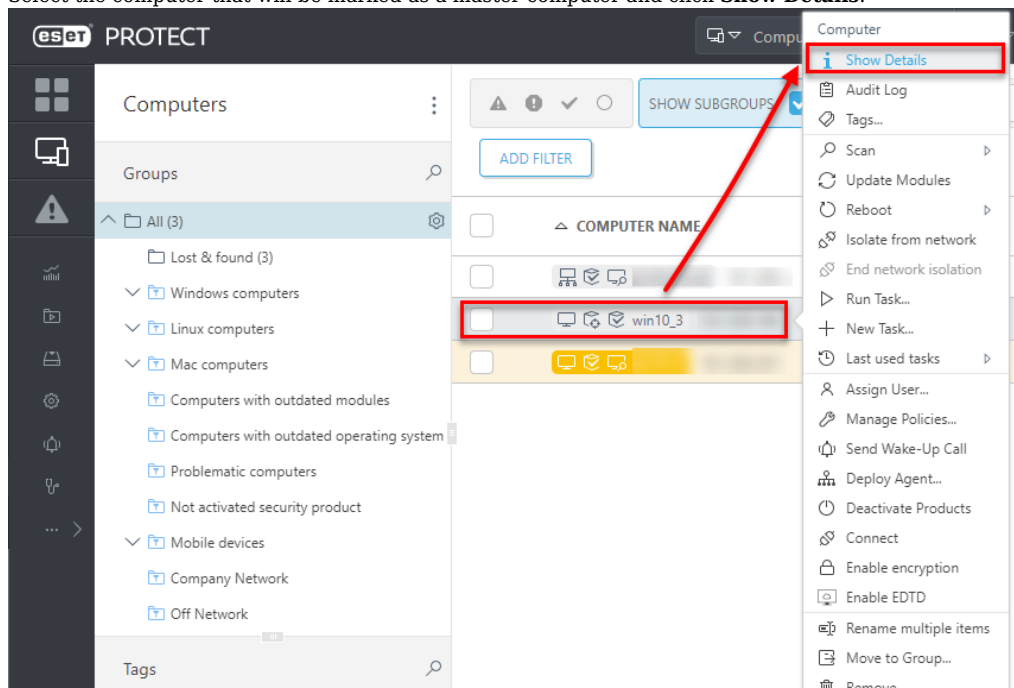 Select the computer that will be marked as a master computer and click Show Details.
eset PROTECT
Compu
Computers
Groups
All (3)
Lost & found (3)
Windows computers
Linux computers
Mac computers
Computers with outdated modules
Computers with outdated operating system
Problematic computers
Not activated security product
Mobile devices
Company Network
Off Network
Tags
SHOW SUBGROUPS
ADD FILTER
COMPUTER NAME
win10_3
Computer
Show Details
Audit Log
Tags...
Scan
Update Modules
Reboot
Isolate from network
End network isolation
Run Task...
New Task...
Last used tasks
Assign User...
Manage Policies...
Send Wake-Up Call
Deploy Agent...
Deactivate Products
Connect
Enable encryption
Enable EDTD
Rename multiple items
Move to Group...
Remove